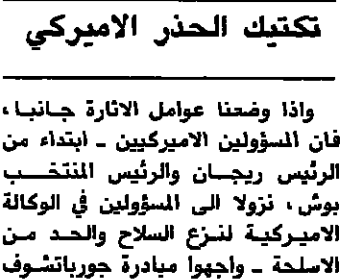 تكتيك الحذر الاميركي
واذا وضعنا عوامل الاثارة جانبا،
فان المسؤولين الاميركيين ـ ابتداء من
الرئيس ريجان والرئيس المنتخب
بوش، نزولا الى المسؤولين في الوكالة
الاميركية لنزع السلاح والحد من
الاسلحة ـ واجهوا مبادرة جورباتشوف